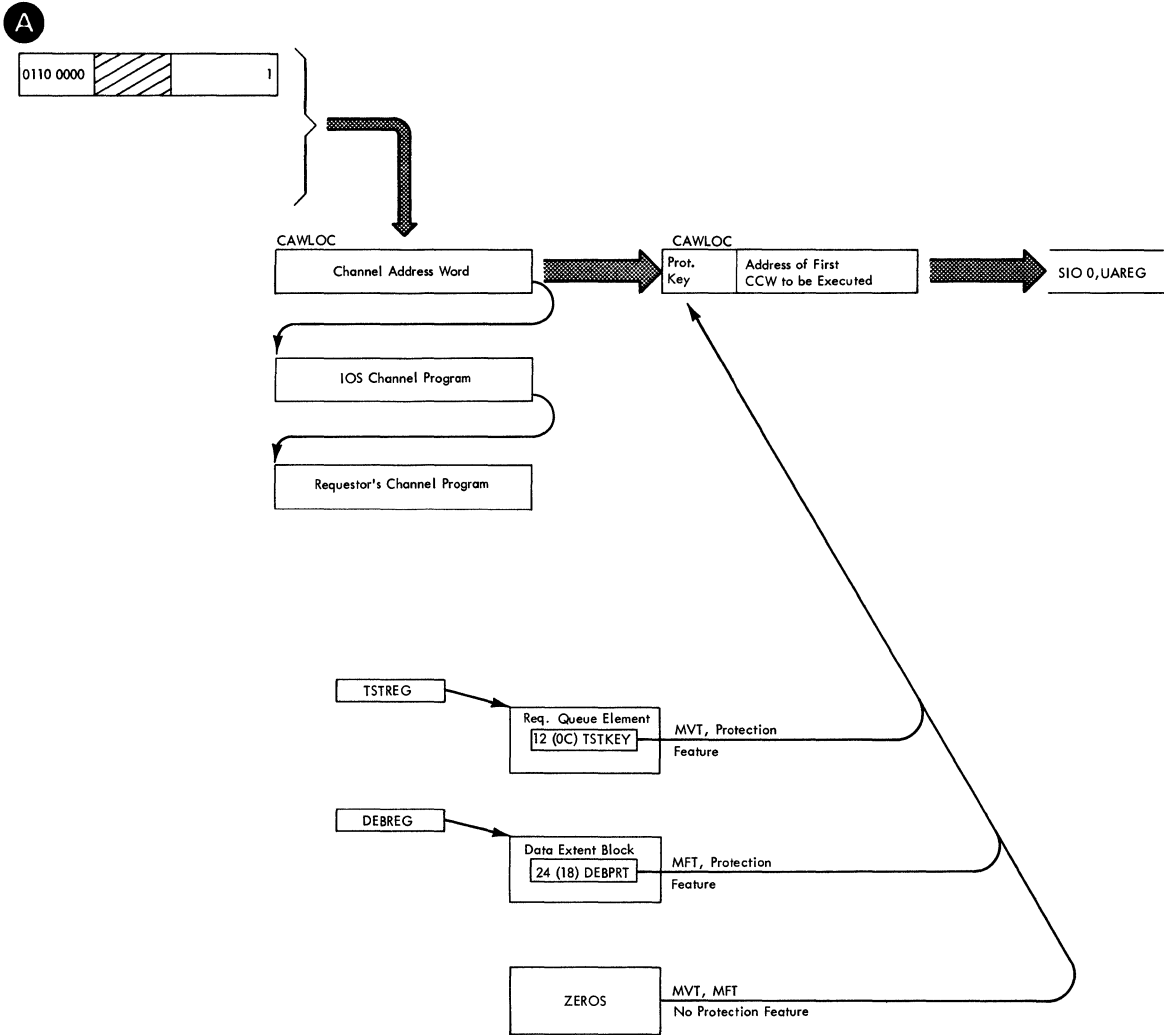 A
0110 0000
1
CAWLOC
Channel Address Word
CAWLOC
Prot.
Key
Address of First
CCW to be Executed
SIO 0,UAREG
IOS Channel Program
Requestor's Channel Program
TSTREG
Req. Queue Element
12 (0C) TSTKEY
MVT, Protection
Feature
DEBREG
Data Extent Block
24 (18) DEBPRT
MFT, Protection
Feature
ZEROS
MVT, MFT
No Protection Feature